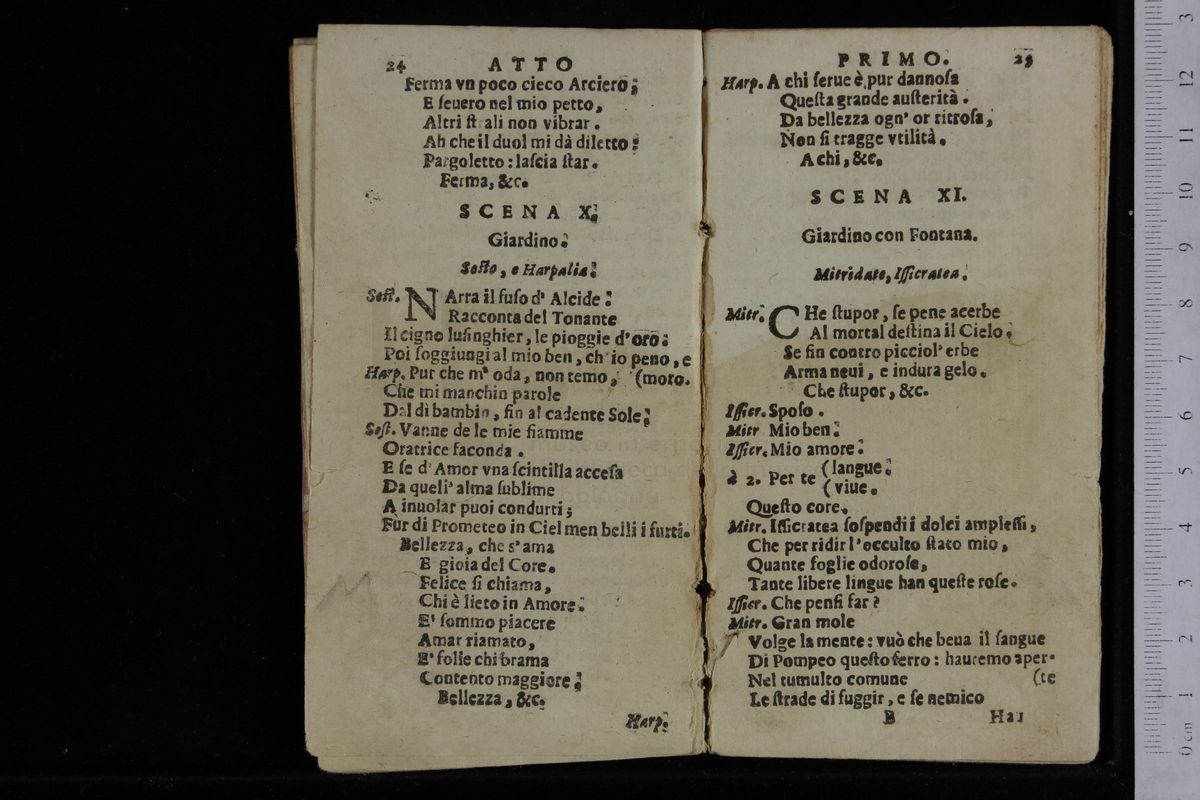 24 ATTO
Ferma vn poco cieco Arciero;
E ſeuero nel mio petto,
Altri ſtrali non vibrar.
Ah che il duol mi dà diletto:
Pargoletto: laſcia ſtar.
Ferma, &c.
SCENA X.
Giardino.
Seſto, e Harpalia.
Seſt. NArra il fuſo d' Alcide:
Racconta del Tonante
Il cigno luſinghier, le pioggie d'oro;
Poi ſoggiungi al mio ben, ch' io peno, e
Harp. Pur che m' oda, non temo, (moro.
Che mi manchin parole
Dal dì bambin, fin al cadente Sole;
Seſt. Vanne de le mie fiamme
Oratrice faconda.
E ſe d' Amor vna ſcintilla acceſa
Da quell' alma ſublime
A inuolar puoi condurti;
Fur di Prometeo in Ciel men belli i furti.
Bellezza, che s' ama
E' gioia del Core.
Felice ſi chiama,
Chi è lieto in Amore.
E' ſommo piacere
Amar riamato,
E' folle chi brama
Contento maggiore;
Bellezza, &c.
Harp.
PRIMO. 25
Harp. A chi ſerue è pur dannoſa
Queſta grande auſterità.
Da bellezza ogn' or ritroſa,
Non ſi tragge vtilità.
A chi, &c.
SCENA XI.
Giardino con Fontana.
Mitridate, Iſſicratea.
Mitr. CHe ſtupor, ſe pene acerbe
Al mortal deſtina il Cielo.
Se fin contro picciol' erbe
Arma neui, e indura gelo.
Che ſtupor, &c.
Iſſicr. Spoſo.
Mitr Mio ben.
Iſſicr. Mio amore.
à 2. Per te (langue.
(viue.
Queſto core.
Mitr. Iſſicratea ſoſpendi i dolci ampleſſi,
Che per ridir l'occulto ſtato mio,
Quante foglie odoroſe,
Tante libere lingue han queſte roſe.
Iſſicr. Che penſi far?
Mitr. Gran mole
Volge la mente: vuò che beua il ſangue
Di Pompeo queſto ferro: hauremo aper-
Nel tumulto comune (te
Le ſtrade di fuggir, e ſe nemico
B Hau